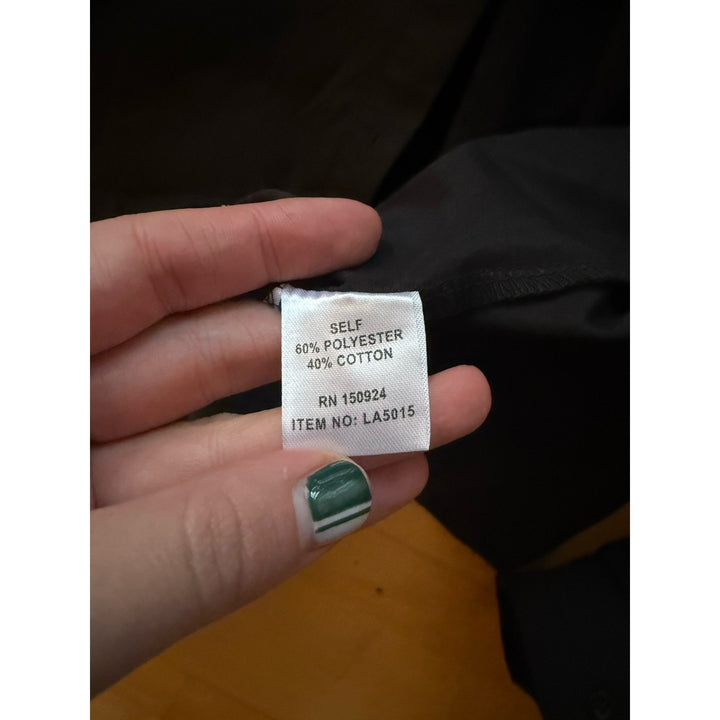 SELF
60% POLYESTER
40% COTTON
RN 150924
ITEM NO: LA5015